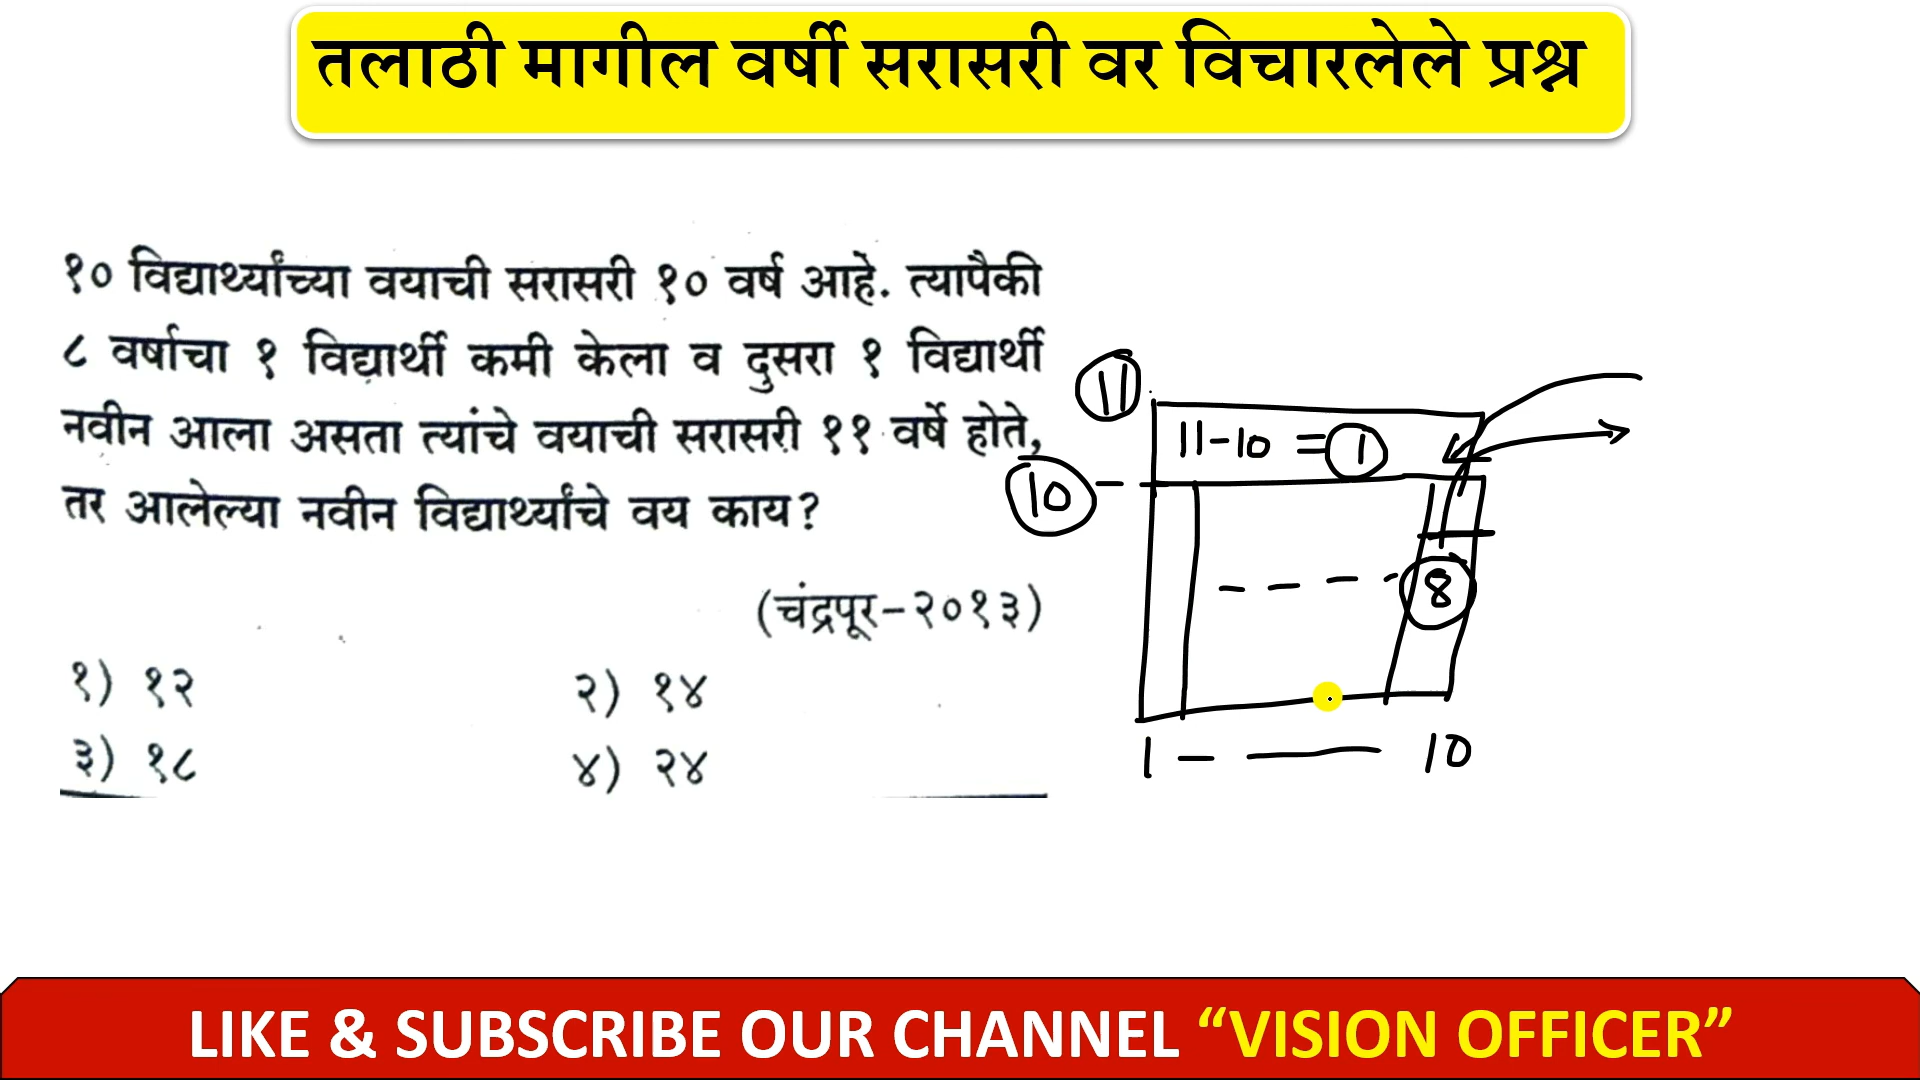 तलाठी मागील वर्षी सरासरी वर विचारलेले प्रश्न
१० विद्यार्थ्यांच्या वयाची सरासरी १० वर्ष आहे. त्यापैकी
८ वर्षाचा १ विद्यार्थी कमी केला व दुसरा १ विद्यार्थी
नवीन आला असता त्यांचे वयाची सरासरी ११ वर्षे होते,
तर आलेल्या नवीन विद्यार्थ्यांचे वय काय?
(चंद्रपूर-२०१३)
१) १२ २) १४
३) १८ ४) २४
11
11-10 = 1
10
8
1 - — 10
LIKE & SUBSCRIBE OUR CHANNEL “VISION OFFICER”